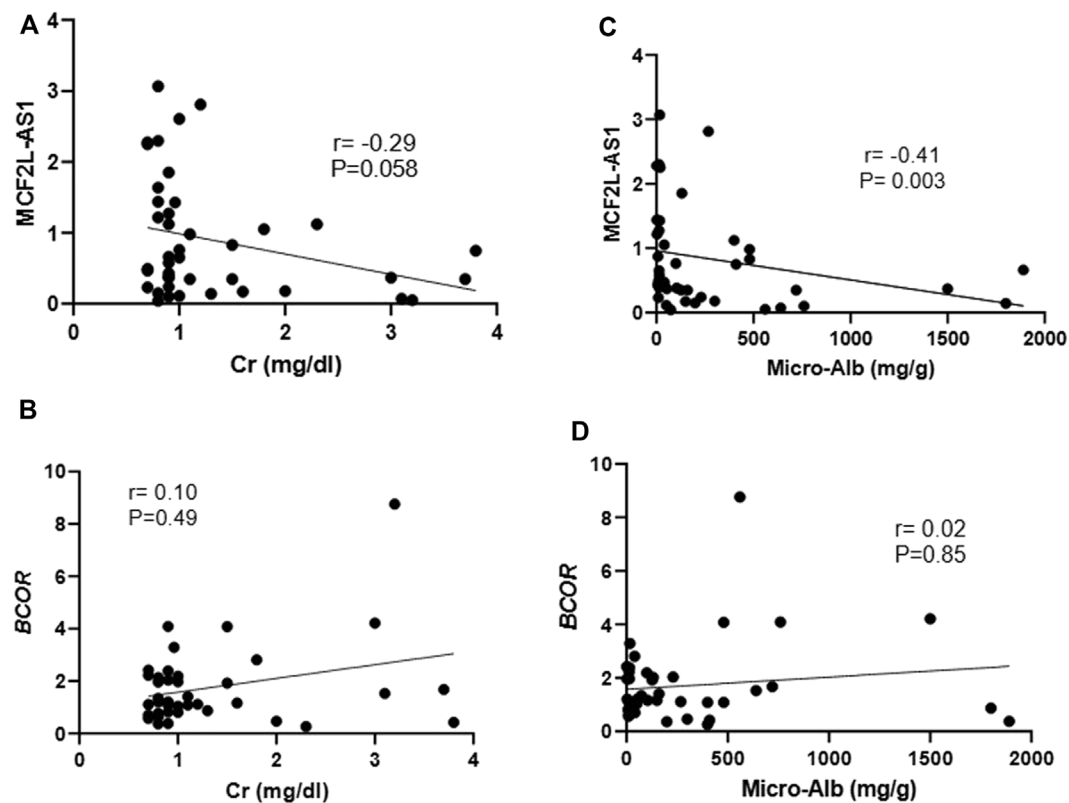 A
4
3
2
1
0
MCF2L-AS1
r= -0.29
P=0.058
0
1
2
3
4
Cr (mg/dl)
C
4
3
2
1
0
MCF2L-AS1
r= -0.41
P= 0.003
0
500
1000
1500
2000
Micro-Alb (mg/g)
B
10
8
6
4
2
0
BCOR
r= 0.10
P=0.49
0
1
2
3
4
Cr (mg/dl)
D
10
8
6
4
2
0
BCOR
r= 0.02
P=0.85
0
500
1000
1500
2000
Micro-Alb (mg/g)